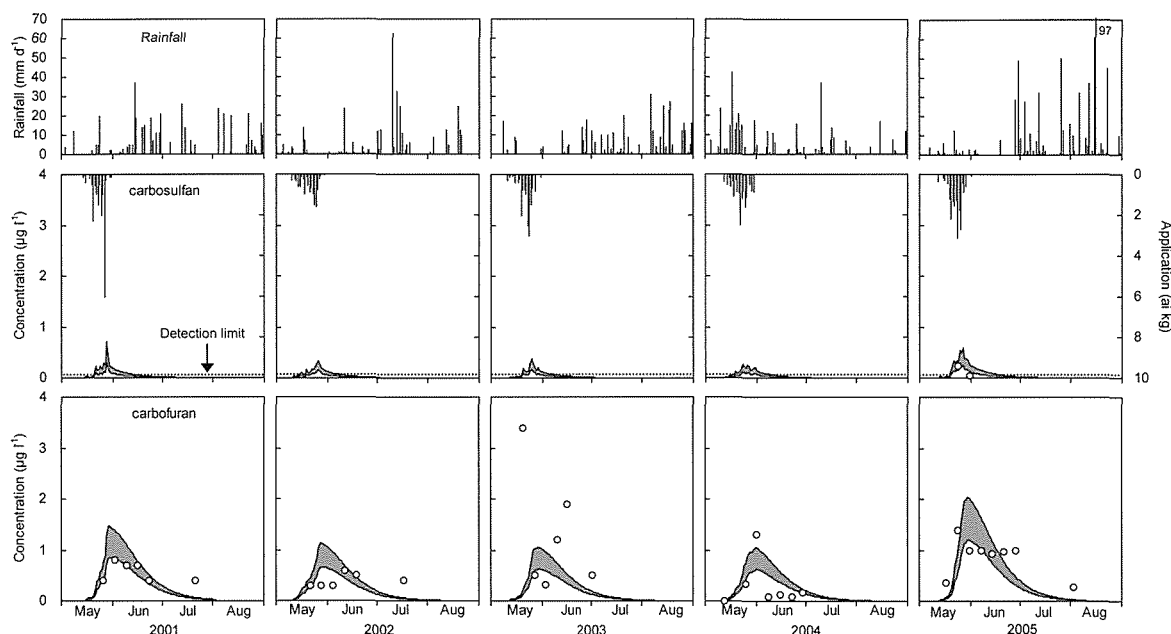 Rainfall (mm d⁻¹)
70
60
50
40
30
20
10
0
Rainfall
97
Concentration (µg l⁻¹)
4
3
2
1
0
carbosulfan
Detection limit
0
2
4
6
8
10
Application (ai kg)
Concentration (µg l⁻¹)
4
3
2
1
0
carbofuran
May Jun Jul Aug
May Jun Jul Aug
May Jun Jul Aug
May Jun Jul Aug
May Jun Jul Aug
2001 2002 2003 2004 2005